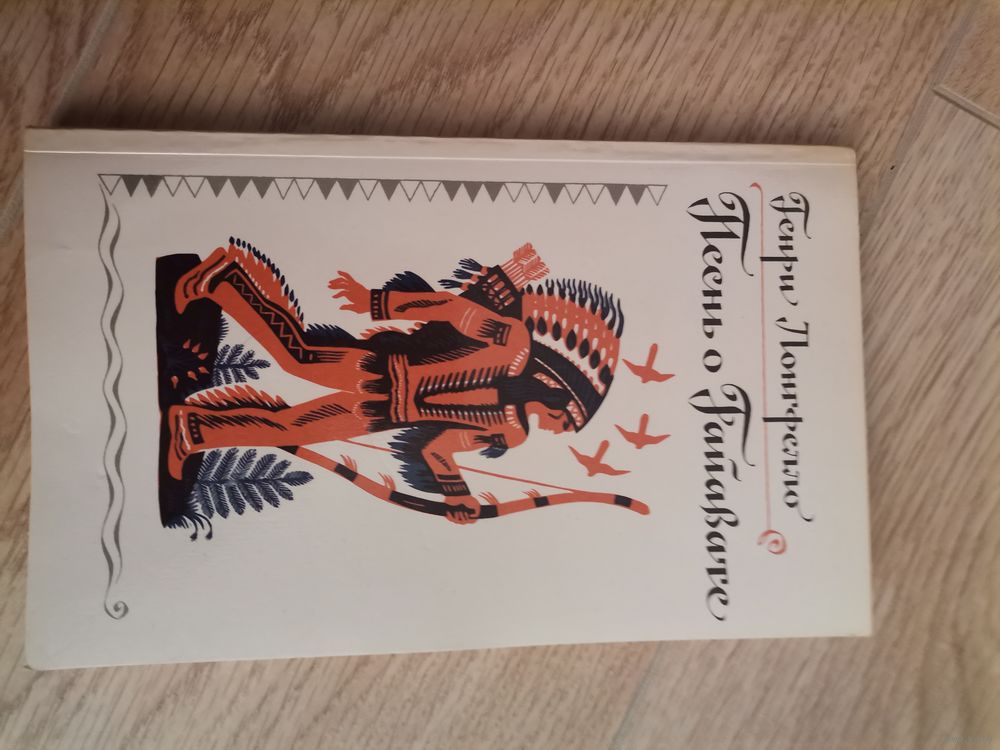 Генри Лонгфелло
Песнь о Гайавате